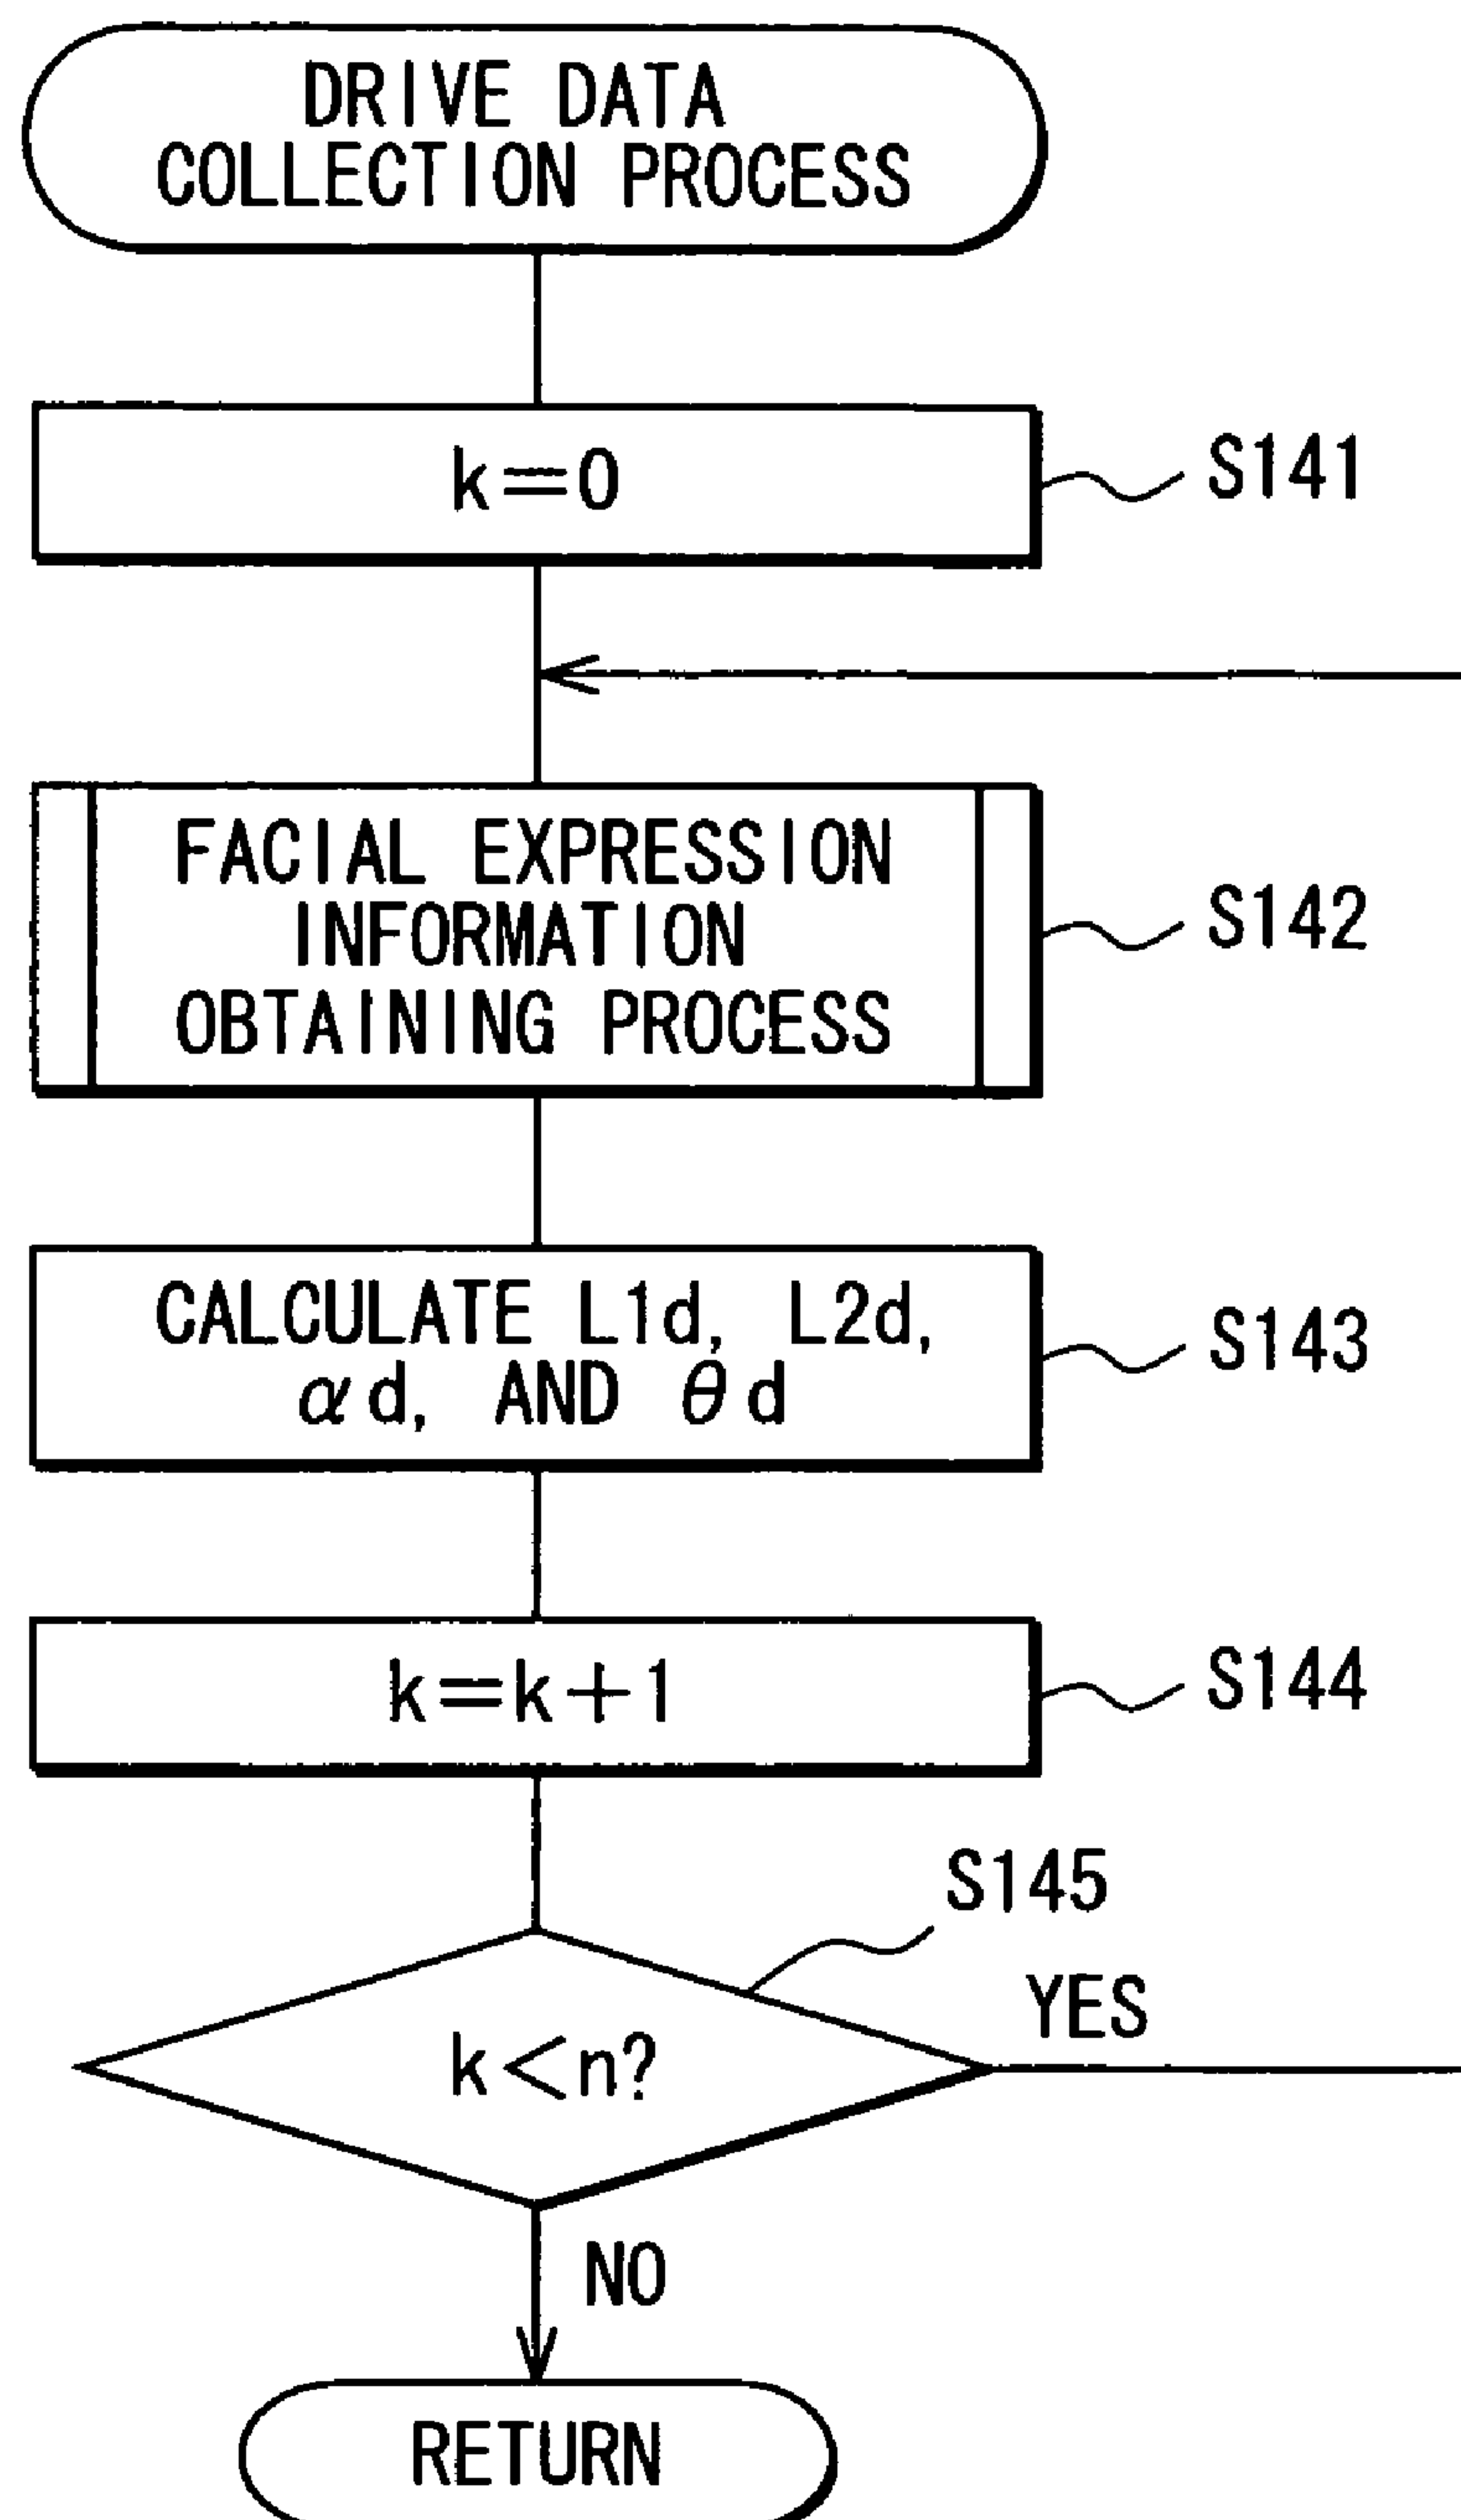 DRIVE DATA
COLLECTION PROCESS
k=0
S141
FACIAL EXPRESSION
INFORMATION
OBTAINING PROCESS
S142
CALCULATE L1d, L2d,
αd, AND θd
S143
k=k+1
S144
S145
YES
k<n?
NO
RETURN